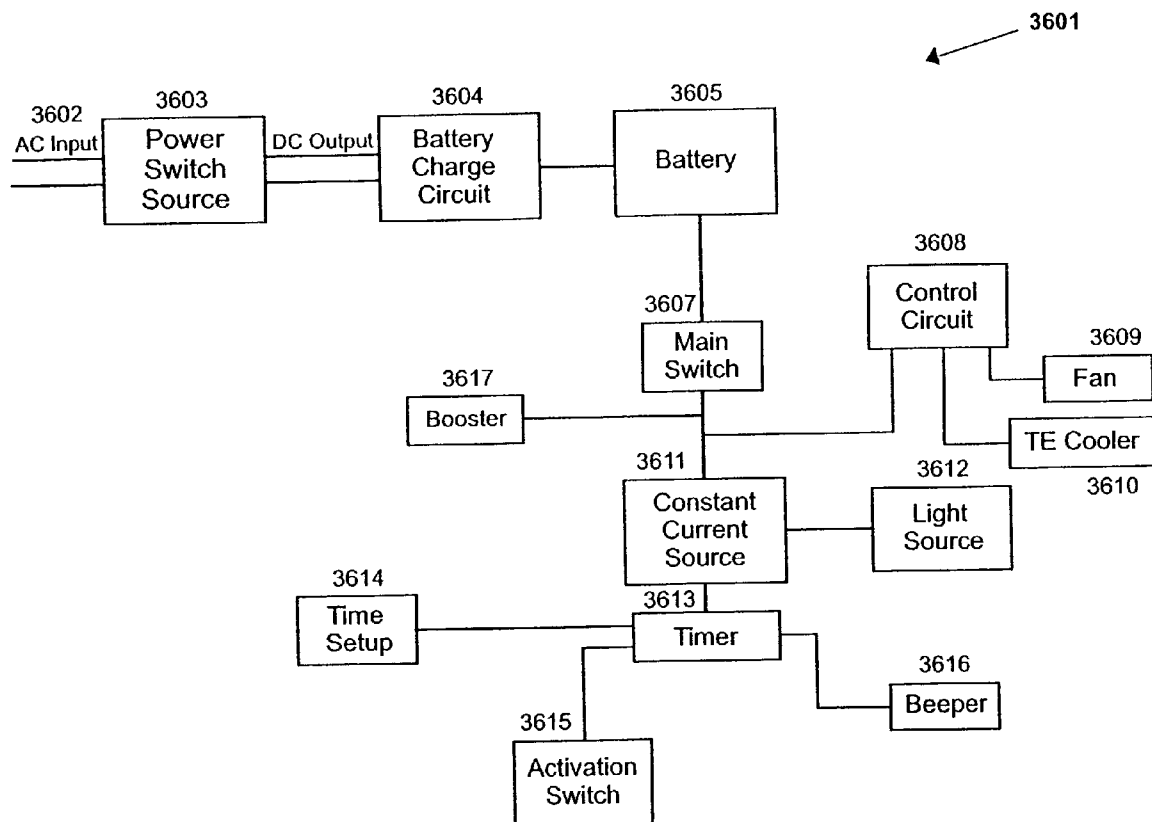 3601
3602
AC Input
3603
Power
Switch
Source
DC Output
3604
Battery
Charge
Circuit
3605
Battery
3607
Main
Switch
3608
Control
Circuit
3609
Fan
TE Cooler
3610
3617
Booster
3611
Constant
Current
Source
3612
Light
Source
3614
Time
Setup
3613
Timer
3616
Beeper
3615
Activation
Switch